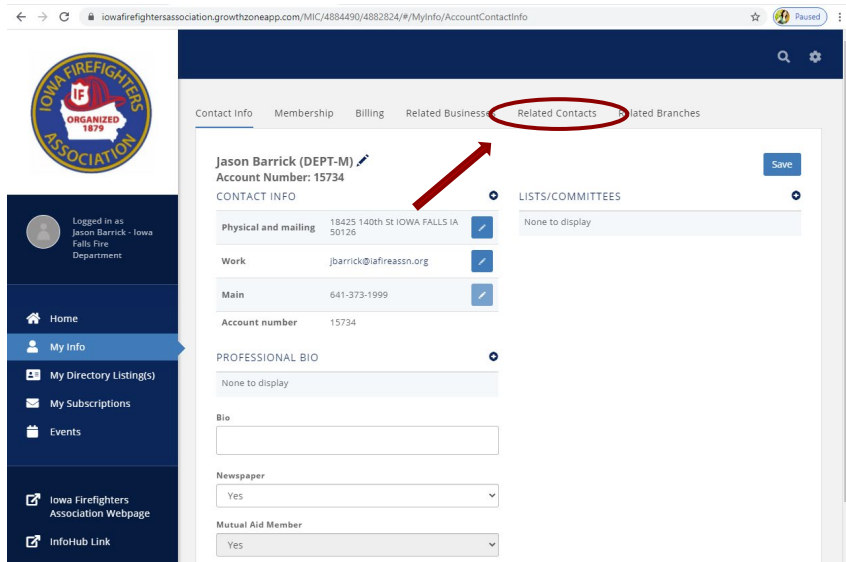 iowafirefightersassociation.growthzoneapp.com/MIC/4884490/4882824/#/MyInfo/AccountContactInfo
Paused
IOWA FIREFIGHTERS ASSOCIATION
IF
ORGANIZED
1879
Contact Info Membership Billing Related Businesses Related Contacts Related Branches
Jason Barrick (DEPT-M)
Account Number: 15734
Save
CONTACT INFO
LISTS/COMMITTEES
Physical and mailing 18425 140th St IOWA FALLS IA
50126
None to display
Work jbarrick@iafireassn.org
Main 641-373-1999
Account number 15734
PROFESSIONAL BIO
None to display
Bio
Newspaper
Yes
Mutual Aid Member
Yes
Logged in as
Jason Barrick - Iowa
Falls Fire
Department
Home
My Info
My Directory Listing(s)
My Subscriptions
Events
Iowa Firefighters
Association Webpage
InfoHub Link